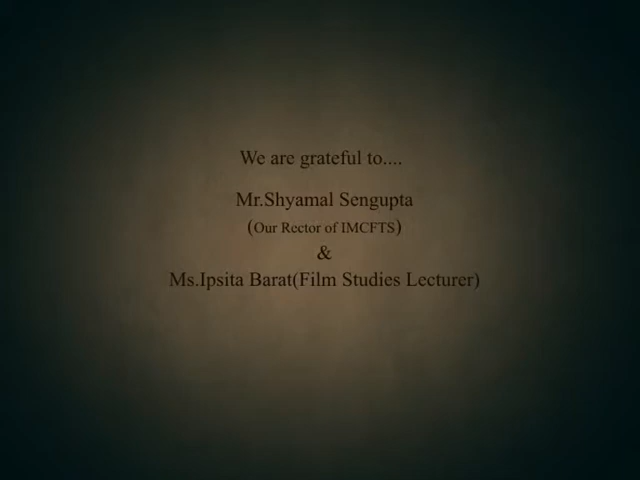 We are grateful to....
Mr.Shyamal Sengupta
(Our Rector of IMCFTS)
&
Ms.Ipsita Barat(Film Studies Lecturer)